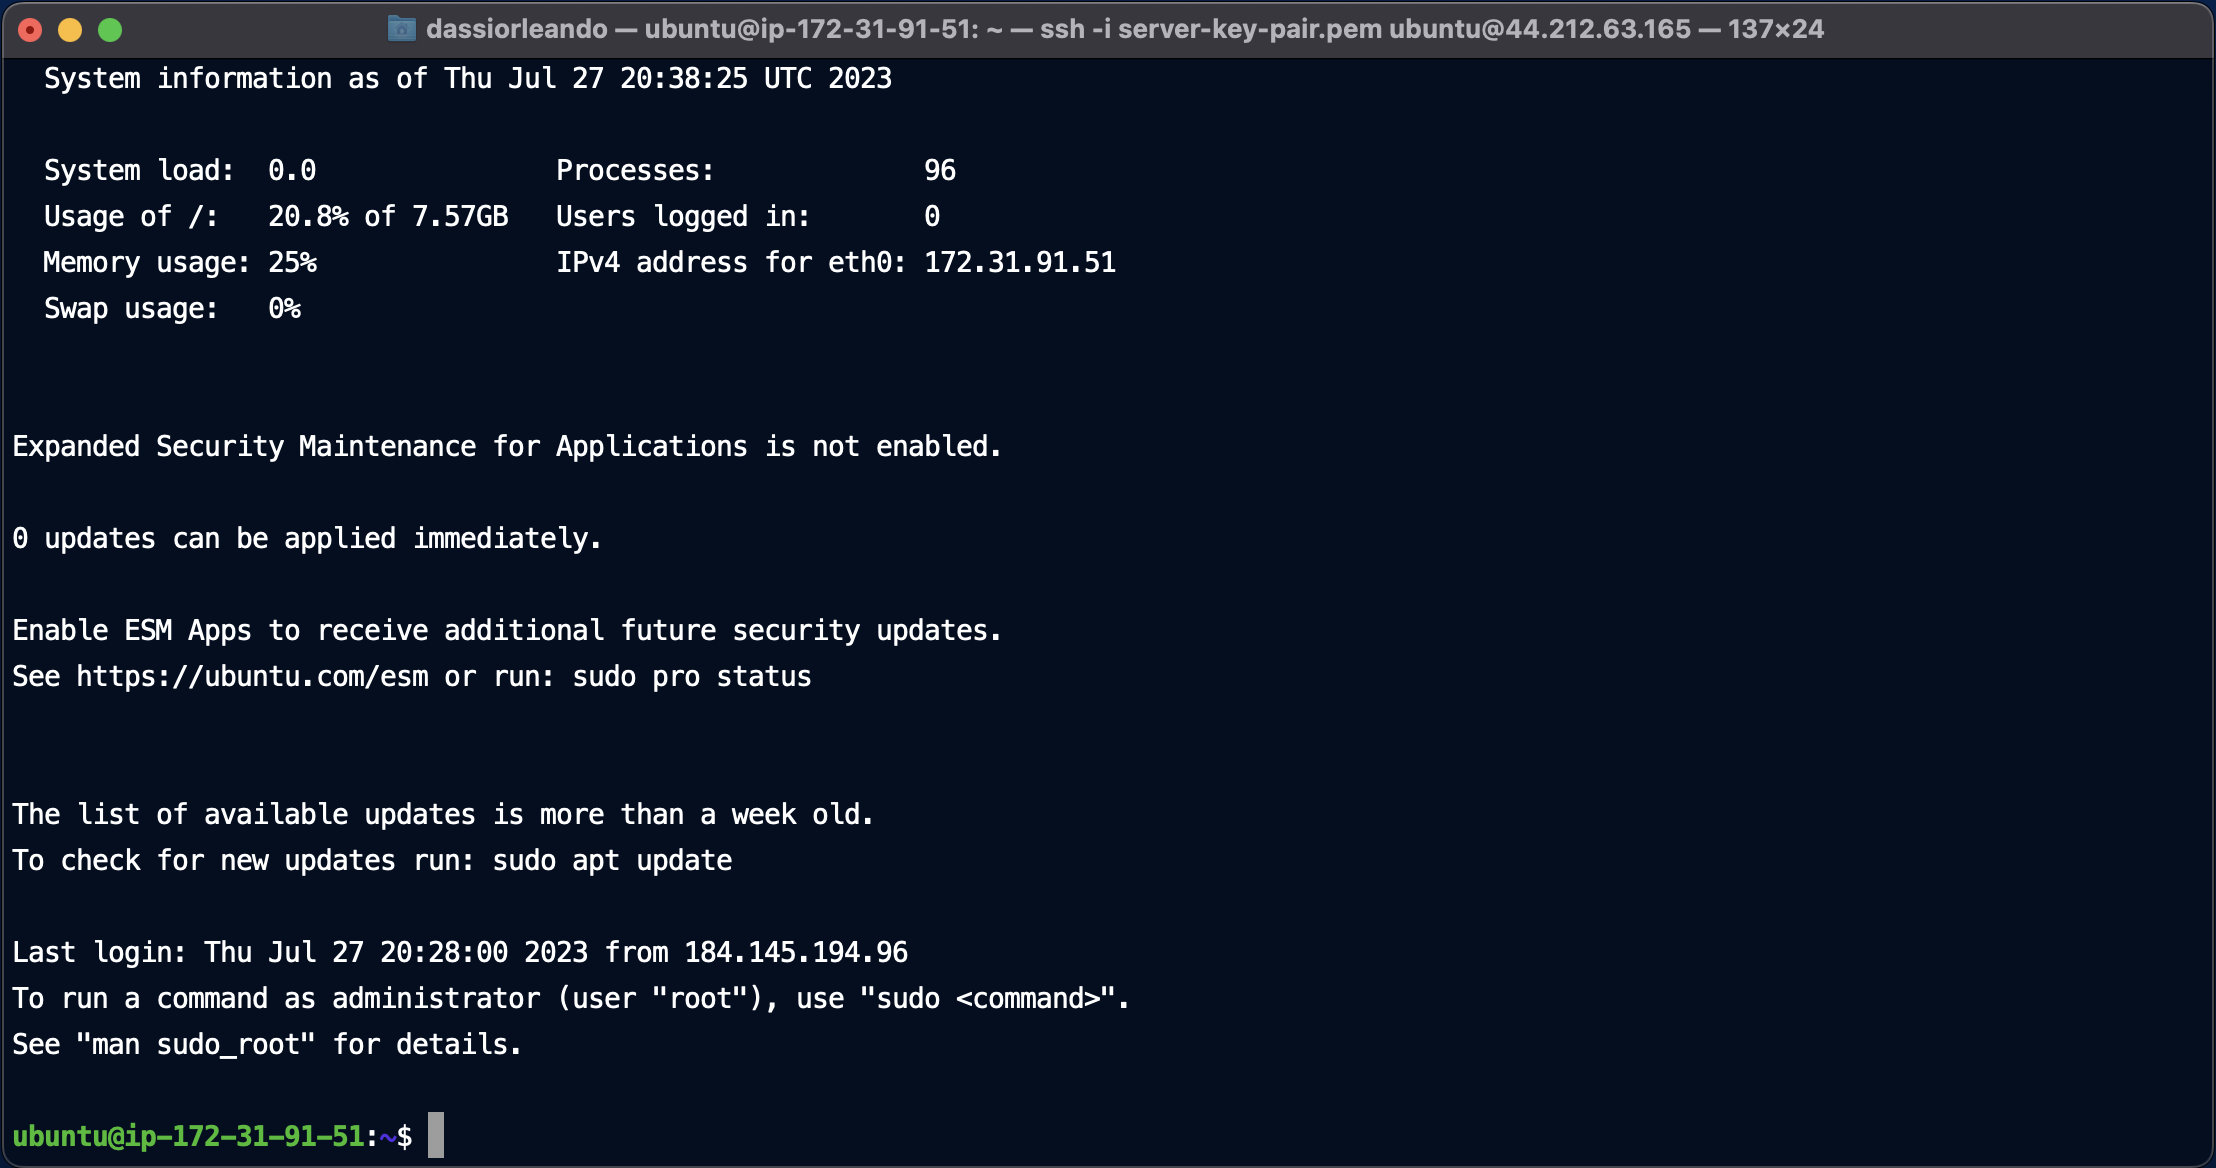 dassiorleando — ubuntu@ip-172-31-91-51: ~ — ssh -i server-key-pair.pem ubuntu@44.212.63.165 — 137×24
  System information as of Thu Jul 27 20:38:25 UTC 2023
  System load:  0.0               Processes:             96
  Usage of /:   20.8% of 7.57GB   Users logged in:       0
  Memory usage: 25%               IPv4 address for eth0: 172.31.91.51
  Swap usage:   0%
Expanded Security Maintenance for Applications is not enabled.
0 updates can be applied immediately.
Enable ESM Apps to receive additional future security updates.
See https://ubuntu.com/esm or run: sudo pro status
The list of available updates is more than a week old.
To check for new updates run: sudo apt update
Last login: Thu Jul 27 20:28:00 2023 from 184.145.194.96
To run a command as administrator (user "root"), use "sudo <command>".
See "man sudo_root" for details.
ubuntu@ip-172-31-91-51:~$